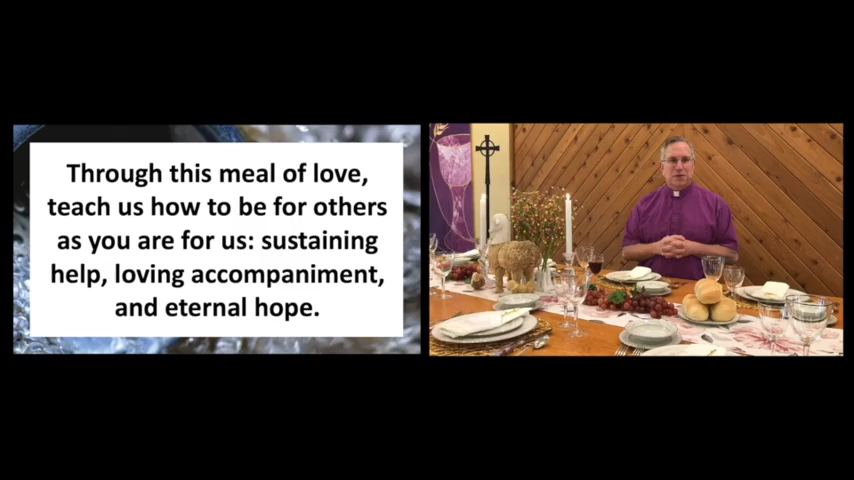 Through this meal of love,
teach us how to be for others
as you are for us: sustaining
help, loving accompaniment,
and eternal hope.